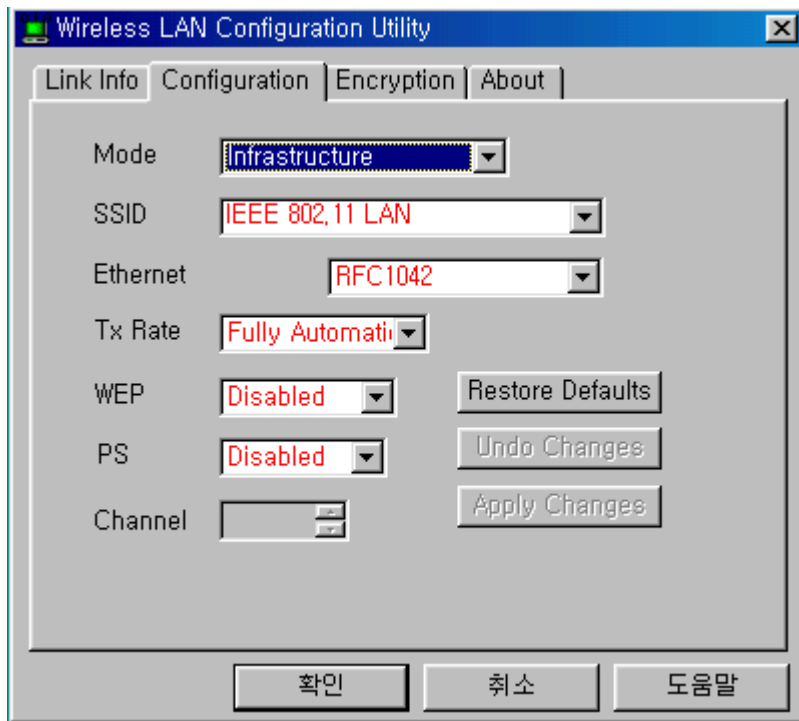 Wireless LAN Configuration Utility
Link Info Configuration Encryption About
Mode Infrastructure
SSID IEEE 802.11 LAN
Ethernet RFC1042
Tx Rate Fully Automatic
WEP Disabled Restore Defaults
PS Disabled Undo Changes
Channel Apply Changes
확인 취소 도움말